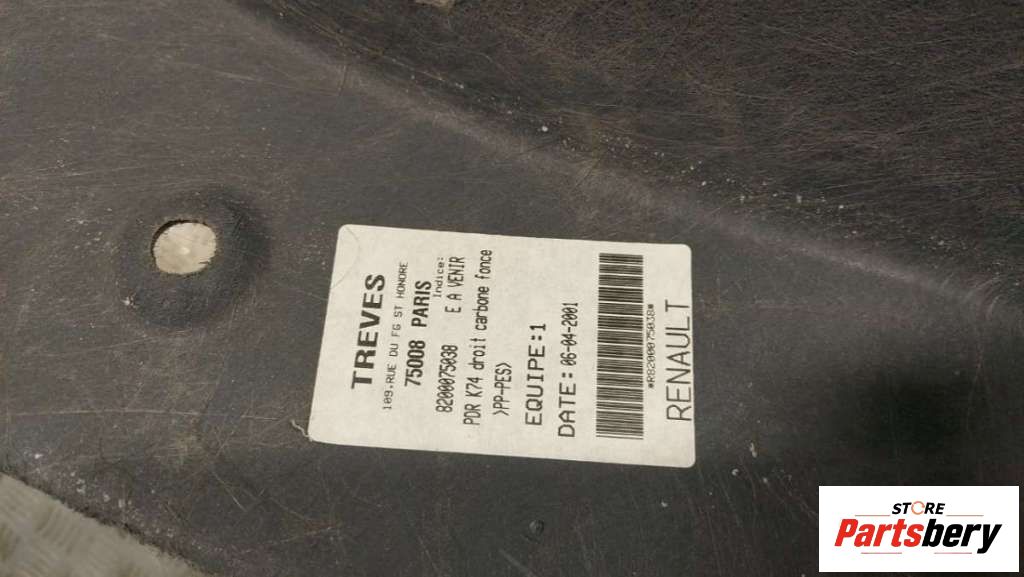 TREVES
109.RUE DU FG ST HONORE
75008 PARIS
Indice:
8200075038 E A VENIR
PDR K74 droit carbone fonce
>PP-PES>
EQUIPE:1
DATE: 06-04-2001
*R8200075038*
RENAULT
STORE
Partsbery